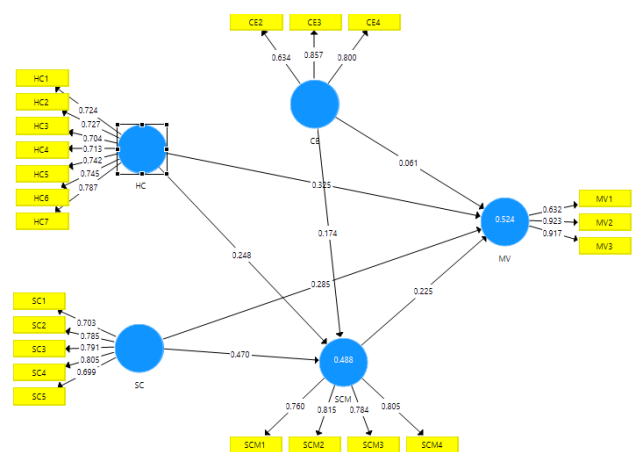 CE2 CE3 CE4
0.634 0.857 0.800
HC1
HC2
HC3
HC4
HC5
HC6
HC7
0.724
0.727
0.704
0.713
0.742
0.745
0.787
HC
CE
0.061
0.325
0.174
0.248
0.285
0.225
0.470
0.524
MV
0.632
0.923
0.917
MV1
MV2
MV3
SC1
SC2
SC3
SC4
SC5
0.703
0.785
0.791
0.805
0.699
SC
0.488
SCM
0.760 0.815 0.784 0.805
SCM1 SCM2 SCM3 SCM4